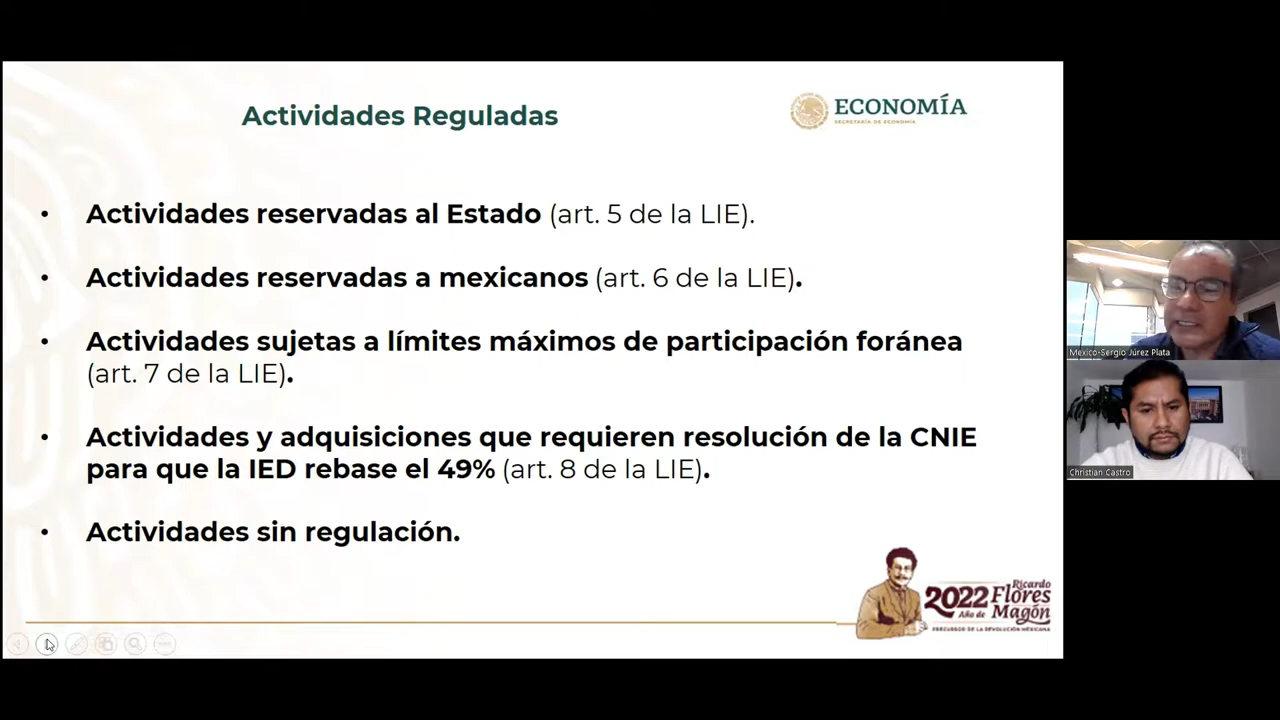 Actividades Reguladas
ECONOMÍA
SECRETARÍA DE ECONOMÍA
• Actividades reservadas al Estado (art. 5 de la LIE).
• Actividades reservadas a mexicanos (art. 6 de la LIE).
• Actividades sujetas a límites máximos de participación foránea
(art. 7 de la LIE).
• Actividades y adquisiciones que requieren resolución de la CNIE
para que la IED rebase el 49% (art. 8 de la LIE).
• Actividades sin regulación.
Mexico-Sergio Júrez Plata
Christian Castro
2022 Ricardo
Año de Flores
Magón
PRECURSOR DE LA REVOLUCIÓN MEXICANA